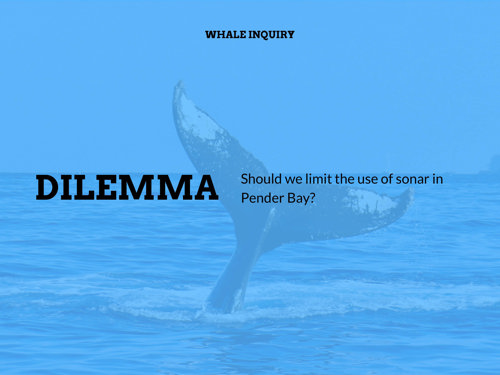 WHALE INQUIRY
DILEMMA
Should we limit the use of sonar in
Pender Bay?